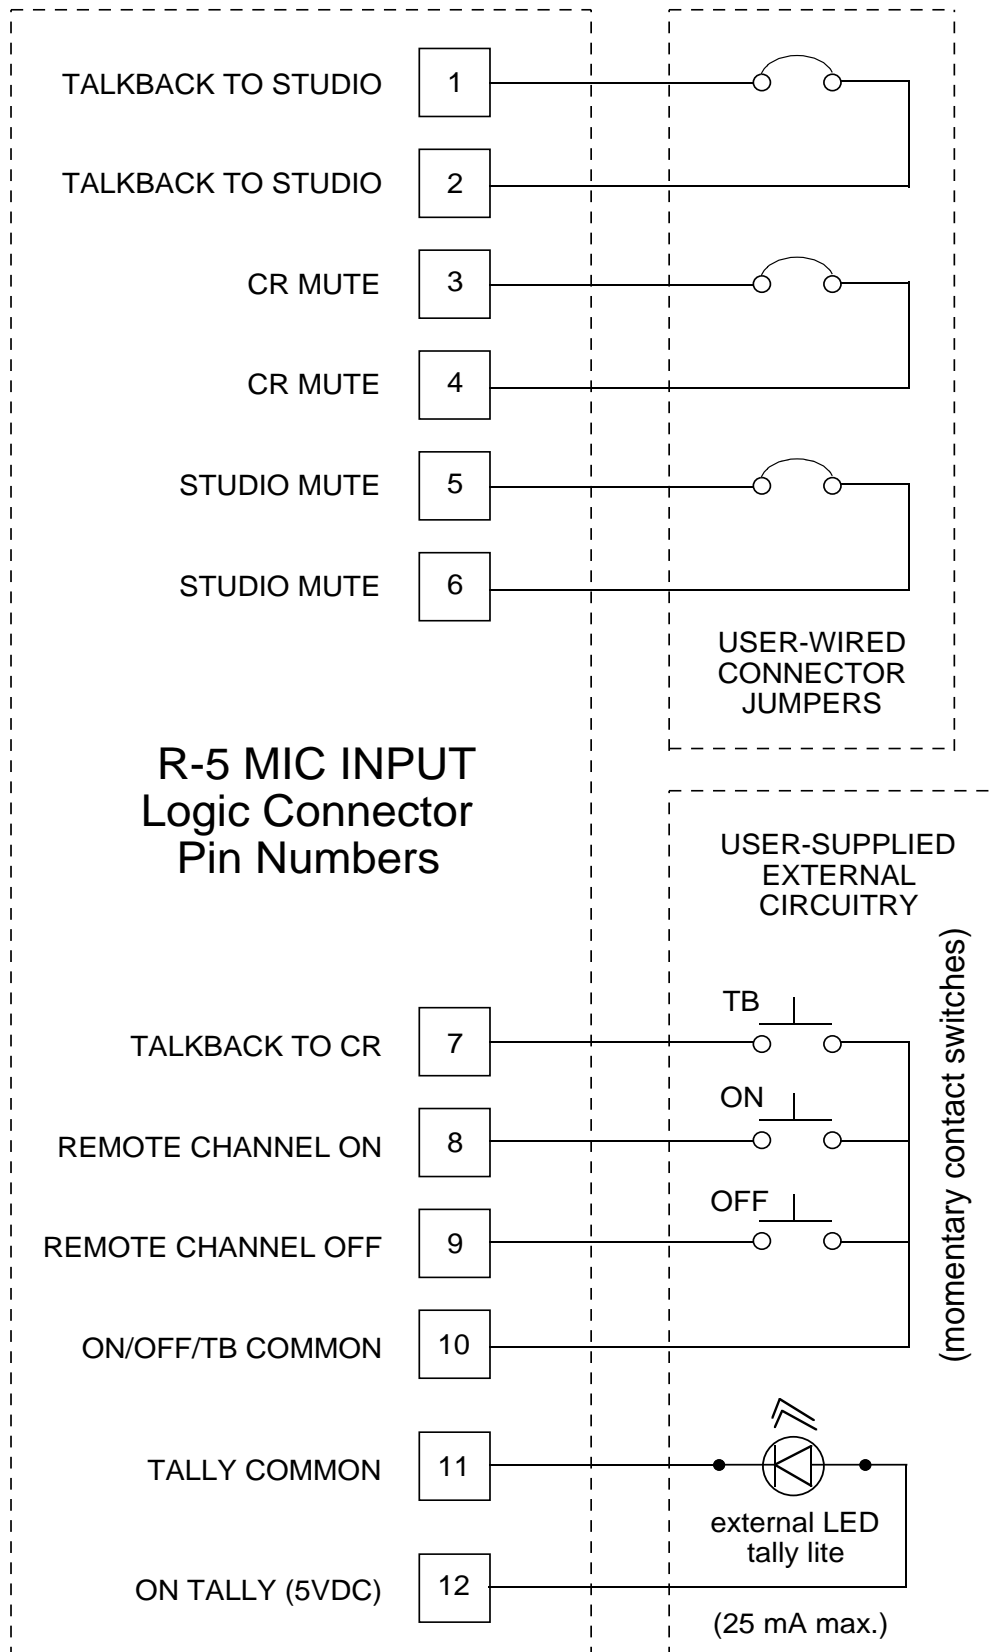 TALKBACK TO STUDIO 1
TALKBACK TO STUDIO 2
CR MUTE 3
CR MUTE 4
STUDIO MUTE 5
STUDIO MUTE 6
USER-WIRED
CONNECTOR
JUMPERS
R-5 MIC INPUT
Logic Connector
Pin Numbers
USER-SUPPLIED
EXTERNAL
CIRCUITRY
(momentary contact switches)
TB
TALKBACK TO CR 7
ON
REMOTE CHANNEL ON 8
OFF
REMOTE CHANNEL OFF 9
ON/OFF/TB COMMON 10
TALLY COMMON 11
external LED
tally lite
ON TALLY (5VDC) 12
(25 mA max.)